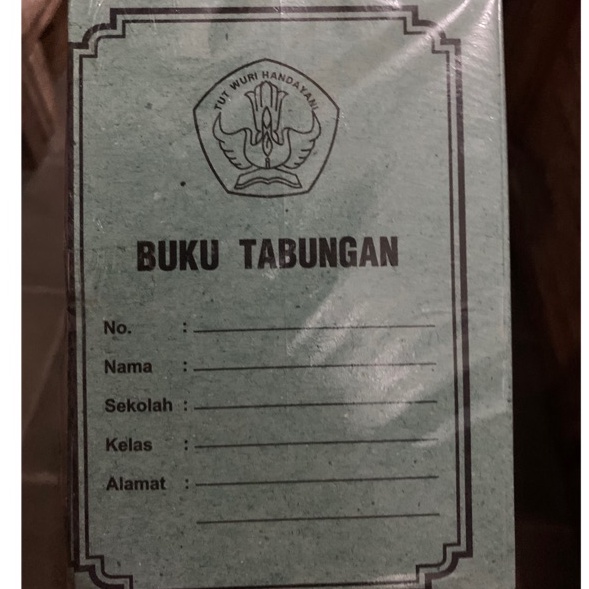 TUT WURI HANDAYANI
BUKU TABUNGAN
No. :
Nama :
Sekolah :
Kelas :
Alamat :